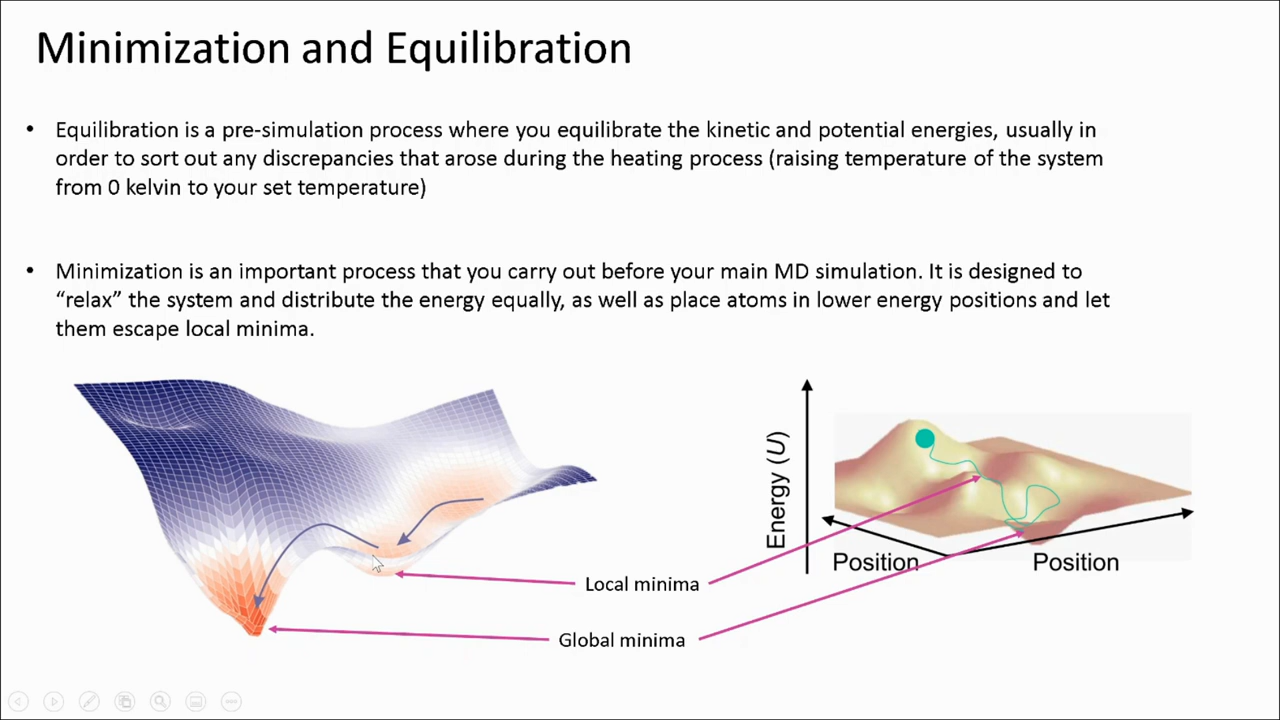 Minimization and Equilibration
• Equilibration is a pre-simulation process where you equilibrate the kinetic and potential energies, usually in
order to sort out any discrepancies that arose during the heating process (raising temperature of the system
from 0 kelvin to your set temperature)
• Minimization is an important process that you carry out before your main MD simulation. It is designed to
“relax” the system and distribute the energy equally, as well as place atoms in lower energy positions and let
them escape local minima.
Energy (U)
Position
Position
Local minima
Global minima